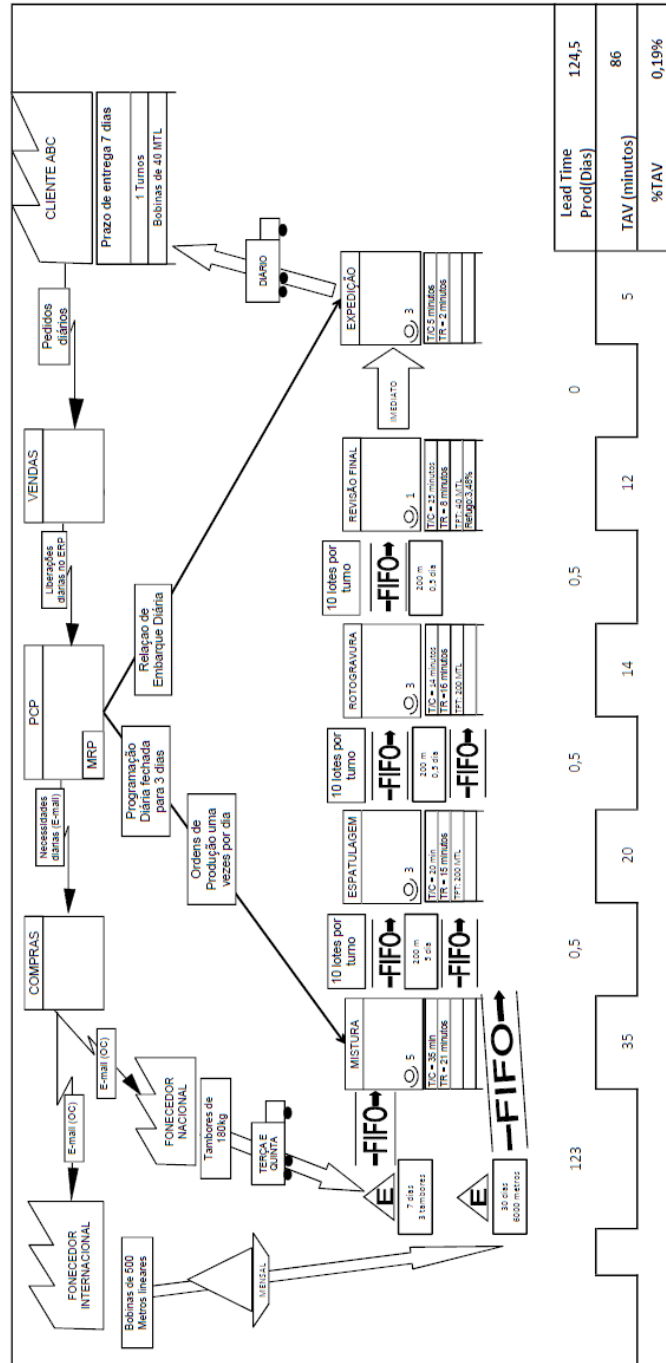 FONECEDOR
INTERNACIONAL
Bobinas de 500
Metros lineares
MENSAL
E-mail (OC)
E-mail (OC)
FONECEDOR
NACIONAL
Tambores de
180kg
TERÇA E
QUINTA
COMPRAS
Necessidades
diárias (E-mail)
PCP
MRP
Liberações
diárias no ERP
VENDAS
Pedidos
diários
CLIENTE ABC
Prazo de entrega 7 dias
1 Turnos
Bobinas de 40 MTL
Programação
Diária fechada
para 3 dias
Ordens de
Produção uma
vezes por dia
Relaçao de
Embarque Diária
DIÁRIO
E
7 dias
3 tambores
E
30 dias
6000 metros
FIFO
FIFO
MISTURA
5
T/C = 35 min
TR = 21 minutos
10 lotes por
turno
FIFO
200 m
5 dia
FIFO
ESPATULAGEM
3
T/C = 20 min
TR = 15 minutos
TPT: 200 MTL
10 lotes por
turno
FIFO
200 m
0,5 dia
FIFO
ROTOGRAVURA
3
T/C = 14 minutos
TR =16 minutos
TPT: 200 MTL
10 lotes por
turno
FIFO
200 m
0,5 dia
REVISÃO FINAL
1
T/C = 25 minutos
TR = 8 minutos
TPT: 40 MTL
Refugo:3,48%
IMEDIATO
EXPEDIÇÃO
3
T/C 5 minutos
TR = 2 minutos
123
0,5
0,5
0,5
0
Lead Time
Prod(Dias)
124,5
35
20
14
12
5
TAV (minutos)
86
%TAV
0,19%